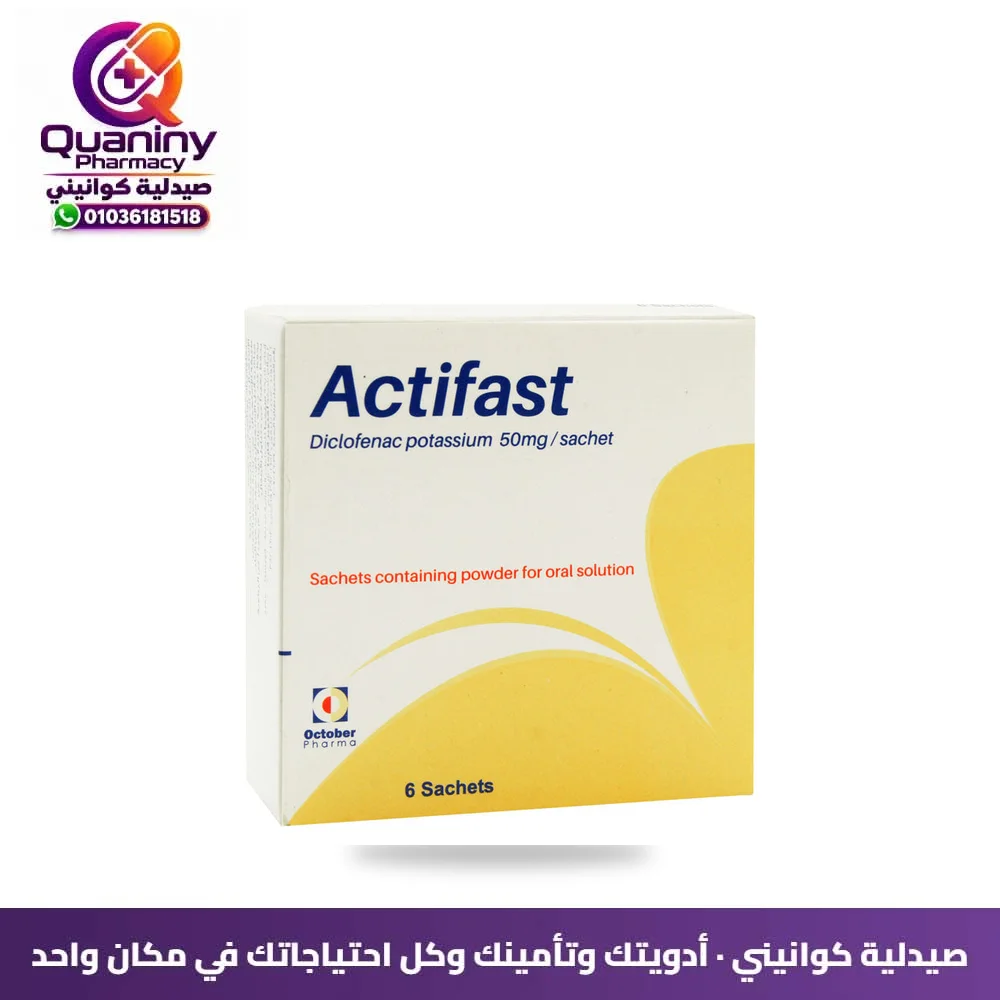 Quaniny
Pharmacy
صيدلية كوانيني
01036181518
Actifast
Diclofenac potassium 50mg/sachet
Sachets containing powder for oral solution
October
Pharma
6 Sachets
صيدلية كوانيني . أدويتك وتأمينك وكل احتياجاتك في مكان واحد